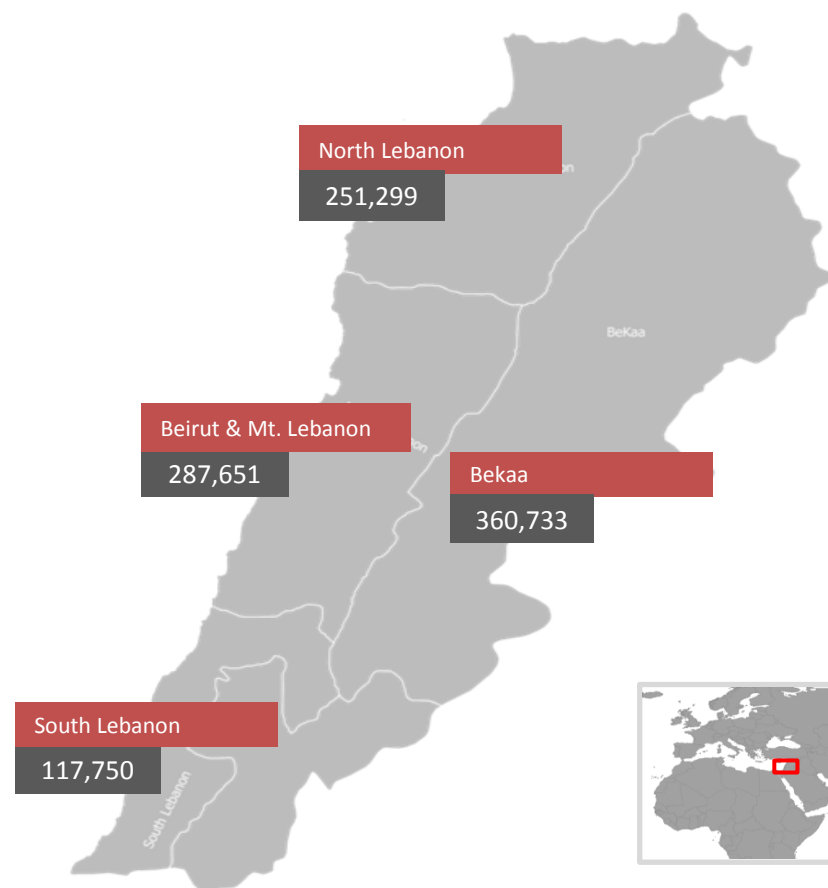 North Lebanon
251,299
BeKaa
Beirut & Mt. Lebanon
287,651
Bekaa
360,733
South Lebanon
117,750
South Lebanon